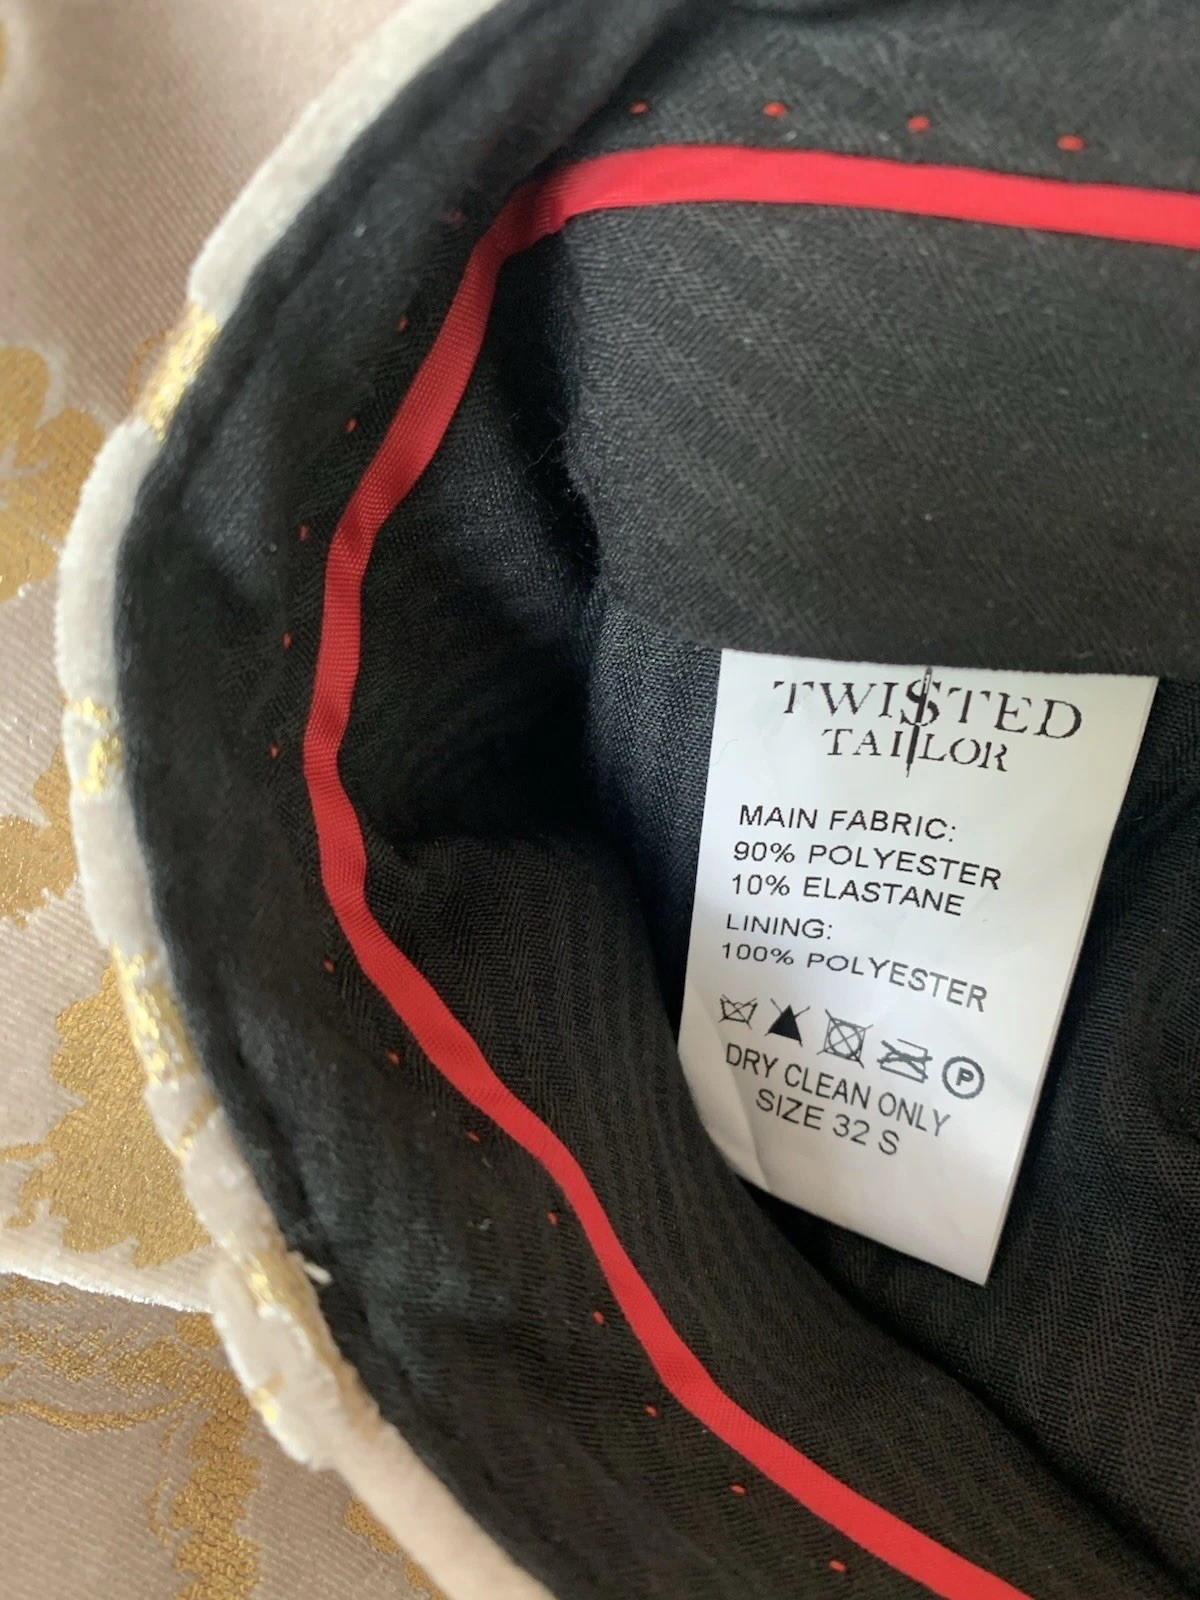 TWISTED
TAILOR
MAIN FABRIC:
90% POLYESTER
10% ELASTANE
LINING:
100% POLYESTER
P
DRY CLEAN ONLY
SIZE 32 S